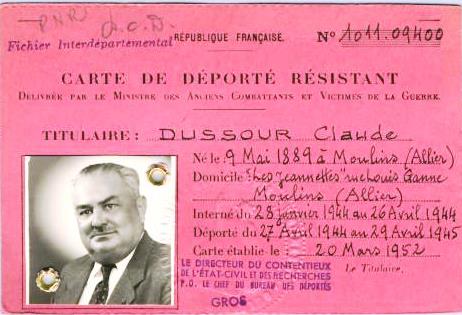 PNR
Fichier Interdépartemental RÉPUBLIQUE FRANÇAISE. Nº 1011.09400
CARTE DE DÉPORTÉ RÉSISTANT
DÉLIVRÉE PAR LE MINISTRE DES ANCIENS COMBATTANTS ET VICTIMES DE LA GUERRE.
TITULAIRE : DUSSOUR Claude
Né le 9 Mai 1889 à Moulins (Allier)
Domicile "Les Jeannettes" rue Louis Ganne
Moulins (Allier)
Interné du 28 janvier 1944 au 26 Avril 1944
Déporté du 27 Avril 1944 au 29 Avril 1945
Carte établie le : 20 Mars 1952
LE DIRECTEUR DU CONTENTIEUX
DE L'ÉTAT-CIVIL ET DES RECHERCHES
P.O. LE CHEF DU BUREAU DES DÉPORTÉS
Le Titulaire,
GROS